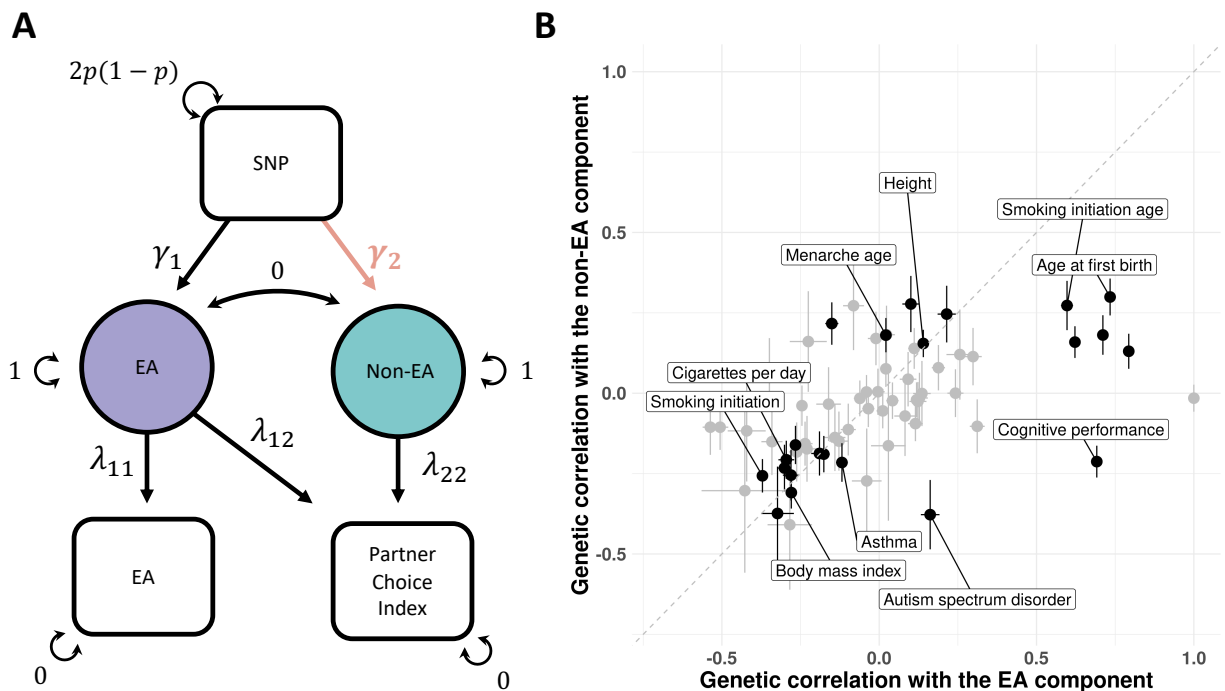 A
2p(1 − p)
SNP
γ₁
γ₂
0
1
EA
Non-EA
1
λ₁₁
λ₁₂
λ₂₂
EA
Partner
Choice
Index
0
0
B
Genetic correlation with the non-EA component
1.0
0.5
0.0
-0.5
Height
Smoking initiation age
Menarche age
Age at first birth
Cigarettes per day
Smoking initiation
Cognitive performance
Asthma
Body mass index
Autism spectrum disorder
-0.5
0.0
0.5
1.0
Genetic correlation with the EA component